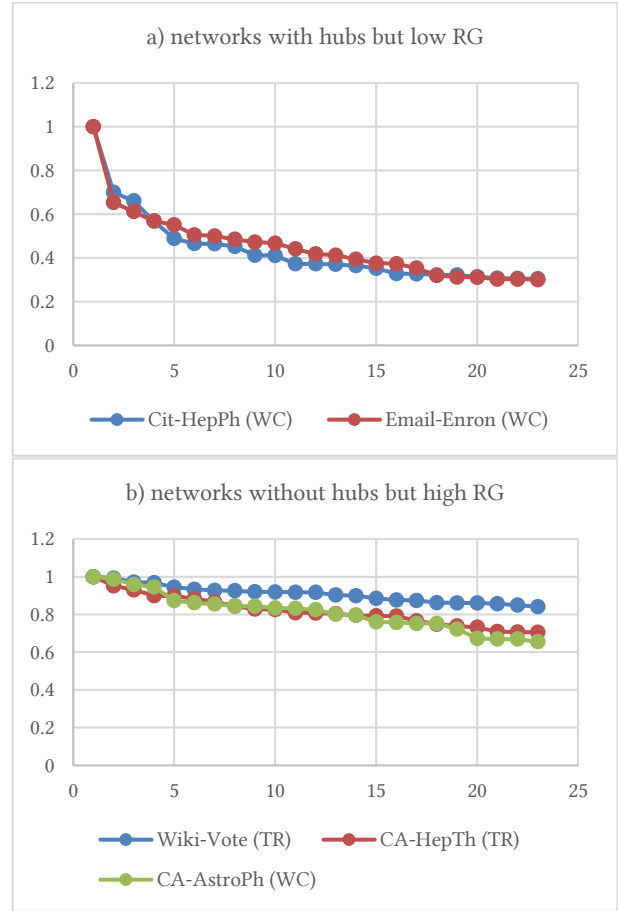 a) networks with hubs but low RG
1.2
1
0.8
0.6
0.4
0.2
0
0 5 10 15 20 25
Cit-HepPh (WC) Email-Enron (WC)
b) networks without hubs but high RG
1.2
1
0.8
0.6
0.4
0.2
0
0 5 10 15 20 25
Wiki-Vote (TR) CA-HepTh (TR)
CA-AstroPh (WC)